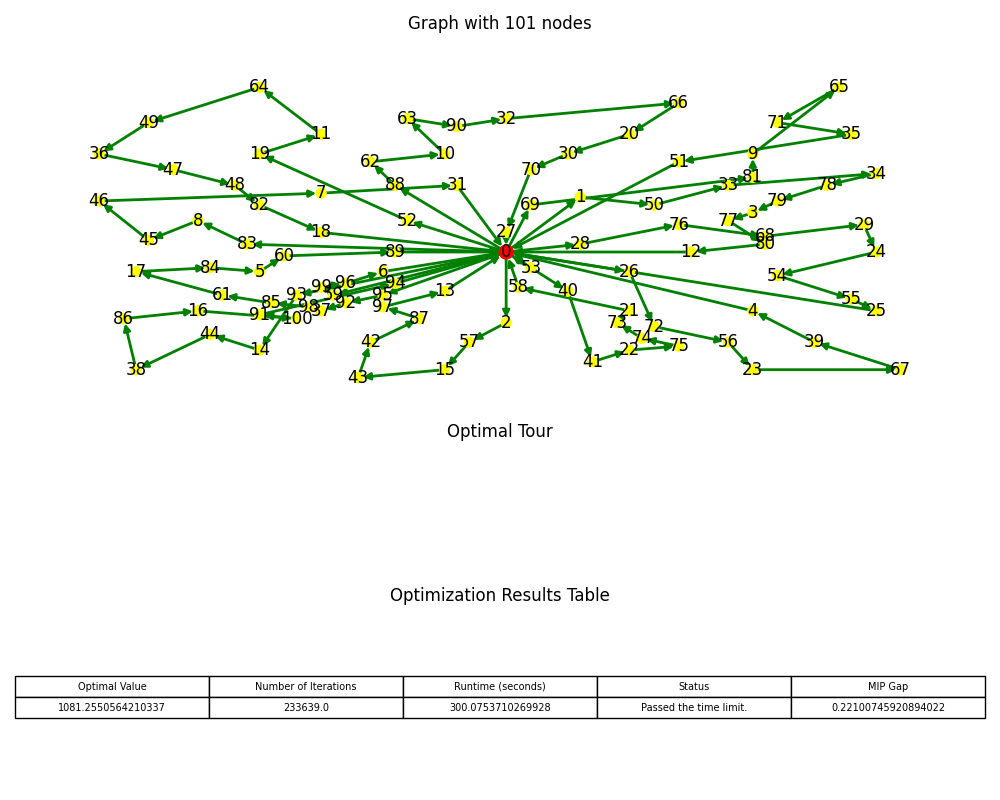 Graph with 101 nodes
64 65
66
49 63 90 32 71
11 20 35
36 19 10 30 9
62 51
47 70 81 34
48 88 31 33 78
46 7 82 69 1 50 79
3
8 52 77
45 18 27 76 68 29
83 28 80
60 89 0 12 24
17 84 5 6 53 26 54
99 96 94 58 40
61 93 59 95 13 55
85 98 92 97 21 4 25
86 16 91 100 37 87 2 73 72
44 42 57 74 56 39
14 22 75
38 43 15 41 23 67
Optimal Tour
Optimization Results Table
Optimal Value Number of Iterations Runtime (seconds) Status MIP Gap
1081.2550564210337 233639.0 300.0753710269928 Passed the time limit. 0.22100745920894022